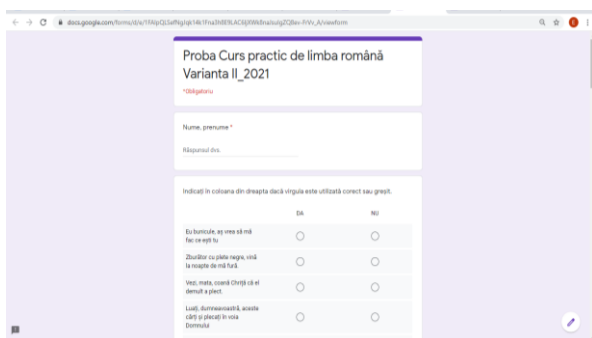 docs.google.com/forms/d/e/
Proba Curs practic de limba română
Varianta II_2021
*Obligatoriu
Nume, prenume *
Răspunsul dvs.
Indicați în coloana din dreapta dacă virgula este utilizată corect sau greșit.
DA NU
Eu bunicule, aș vrea să mă
fac ce ești tu
Zburător cu plete negre, vină
la noapte de mă fură.
Vezi, mata, coană Chiriță că el
demult a plecat.
Luați, dumneavoastră, aceste
cărți și plecați în voia
Domnului